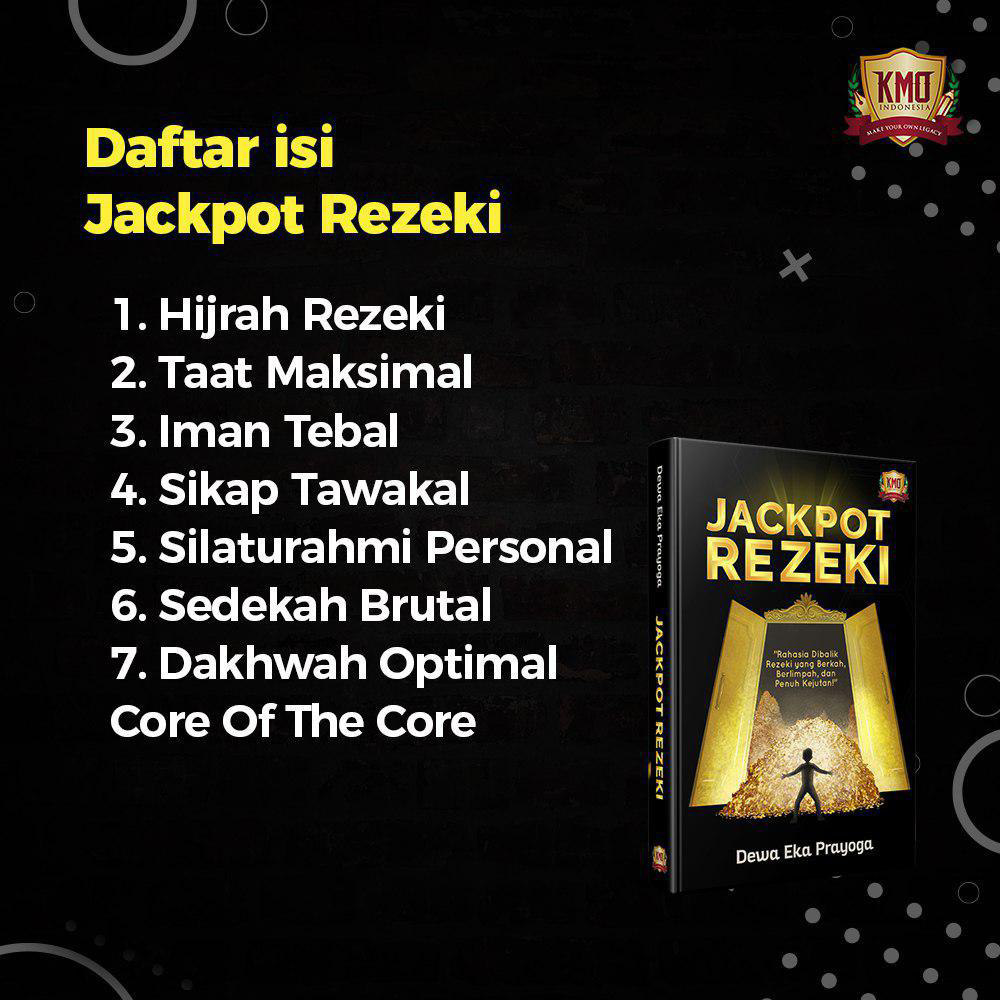 KMO
INDONESIA
MAKE YOUR OWN LEGACY
Daftar isi
Jackpot Rezeki
1. Hijrah Rezeki
2. Taat Maksimal
3. Iman Tebal
4. Sikap Tawakal
5. Silaturahmi Personal
6. Sedekah Brutal
7. Dakhwah Optimal
Core Of The Core
Dewa Eka Prayoga
JACKPOT REZEKI
KMO
JACKPOT
REZEKI
"Rahasia Dibalik
Rezeki yang Berkah,
Berlimpah, dan
Penuh Kejutan!"
Dewa Eka Prayoga